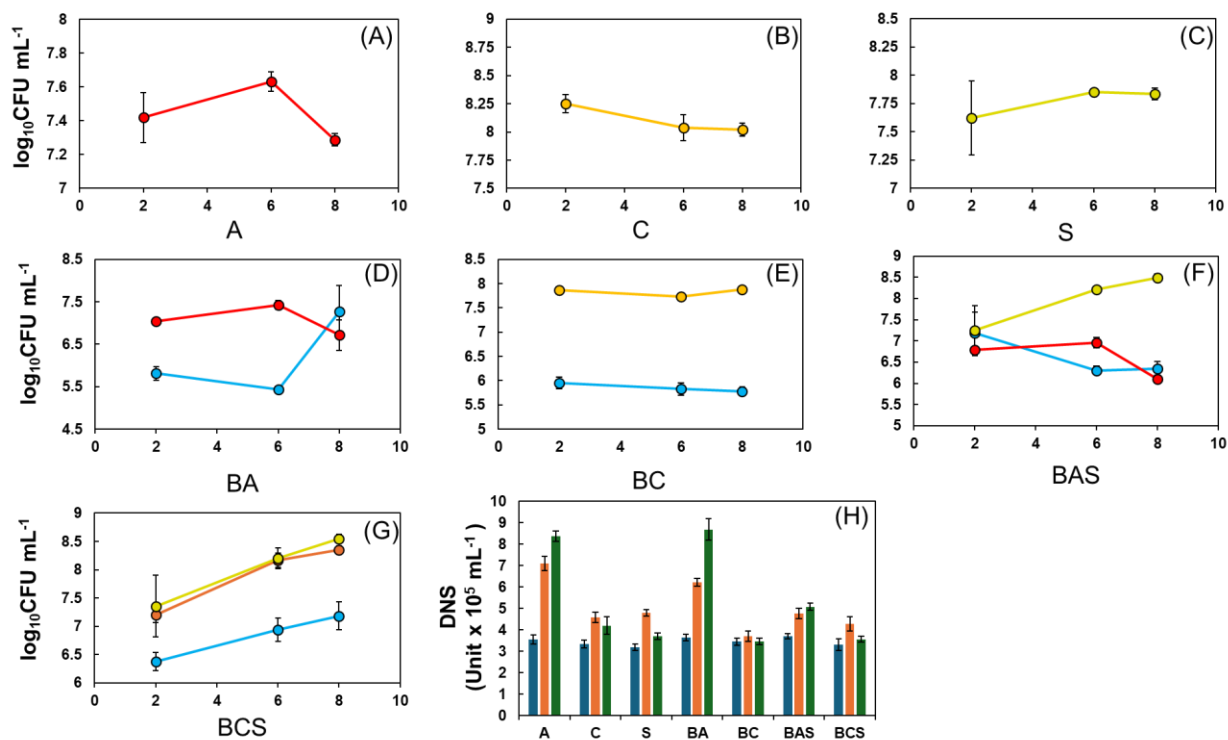 (A)
log₁₀CFU mL⁻¹
8
7.8
7.6
7.4
7.2
7
0 2 4 6 8 10
A
(B)
9
8.75
8.5
8.25
8
7.75
7.5
0 2 4 6 8 10
C
(C)
8.5
8.25
8
7.75
7.5
7.25
7
0 2 4 6 8 10
S
(D)
log₁₀CFU mL⁻¹
8.5
7.5
6.5
5.5
4.5
0 2 4 6 8 10
BA
(E)
8.5
8
7.5
7
6.5
6
5.5
5
0 2 4 6 8 10
BC
(F)
9
8.5
8
7.5
7
6.5
6
5.5
5
0 2 4 6 8 10
BAS
(G)
log₁₀CFU mL⁻¹
9
8.5
8
7.5
7
6.5
6
0 2 4 6 8 10
BCS
(H)
DNS
(Unit x 10⁵ mL⁻¹ )
10
9
8
7
6
5
4
3
2
1
0
A C S BA BC BAS BCS